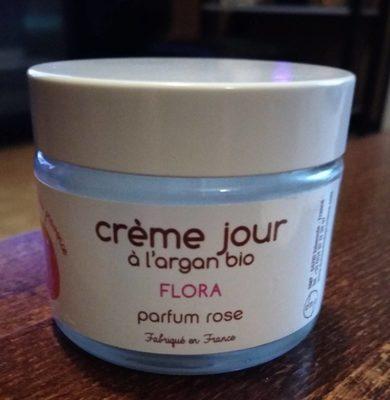 crème jour
à l'argan bio
FLORA
parfum rose
Fabriqué en France